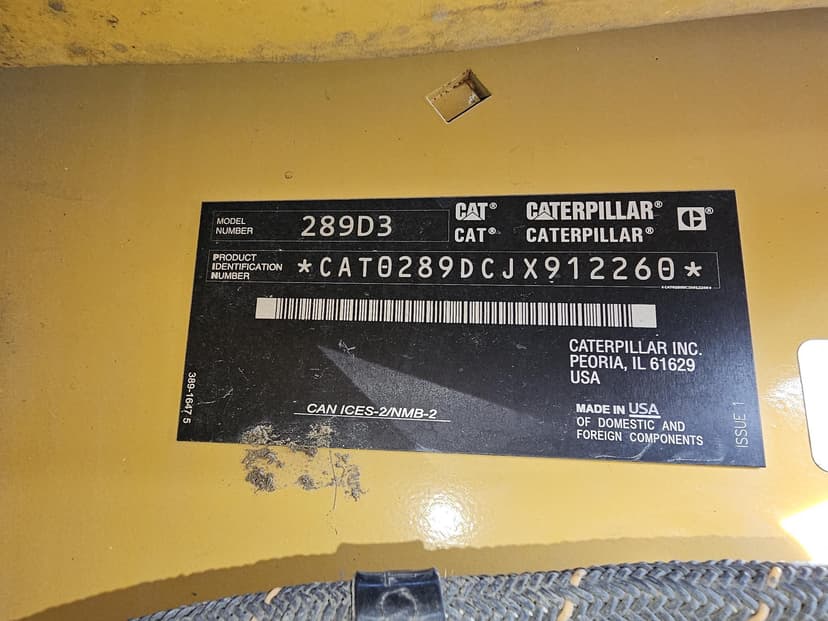 MODEL NUMBER 289D3
CAT® CATERPILLAR® C®
CAT® CATERPILLAR®
PRODUCT IDENTIFICATION NUMBER *CAT0289DCJX912260*
CATERPILLAR INC.
PEORIA, IL 61629
USA
389-1647 5
CAN ICES-2/NMB-2
MADE IN USA
OF DOMESTIC AND
FOREIGN COMPONENTS
ISSUE 1